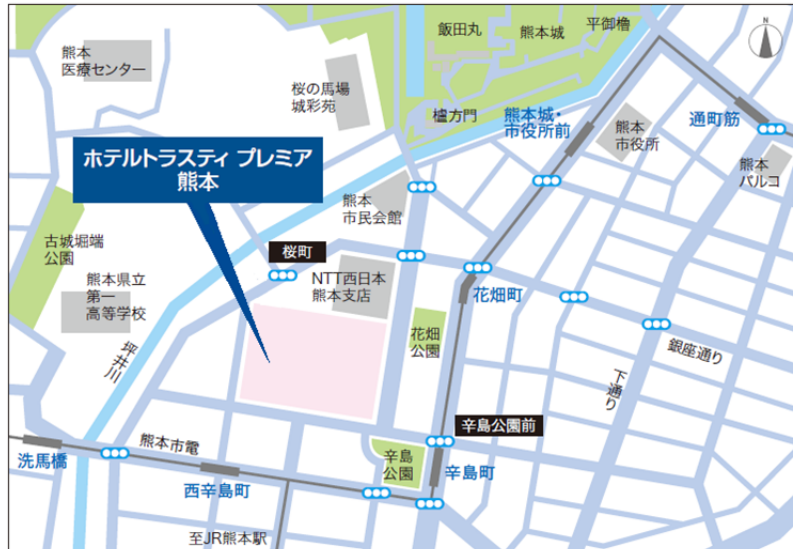 飯田丸
熊本城
平御櫓
N
熊本
医療センター
桜の馬場
城彩苑
櫨方門
熊本城・
市役所前
熊本
市役所
通町筋
熊本
パルコ
ホテルトラスティ プレミア
熊本
熊本
市民会館
古城堀端
公園
桜町
熊本県立
第一
高等学校
NTT西日本
熊本支店
花畑町
花畑
公園
銀座通り
下通り
坪井川
辛島公園前
熊本市電
洗馬橋
西辛島町
辛島
公園
辛島町
至JR熊本駅